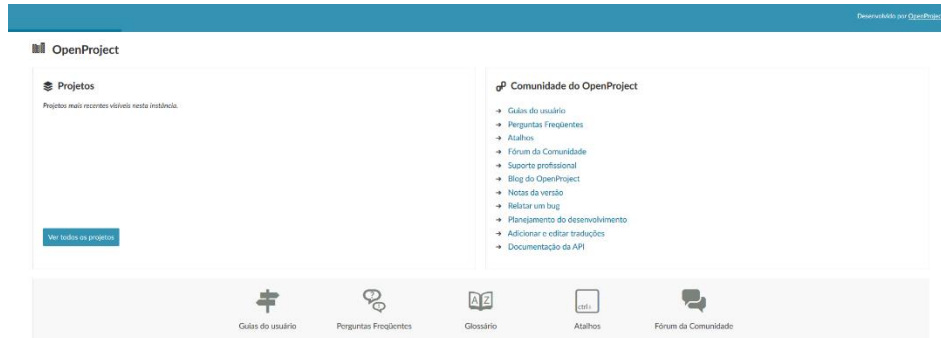 Desenvolvido por OpenProject
OpenProject
Projetos
Projetos mais recentes visíveis nesta instância.
Ver todos os projetos
Comunidade do OpenProject
Guias do usuário
Perguntas Freqüentes
Atalhos
Fórum da Comunidade
Suporte profissional
Blog do OpenProject
Notas da versão
Relatar um bug
Planejamento do desenvolvimento
Adicionar e editar traduções
Documentação da API
A Z
ctrl
Guias do usuário
Perguntas Freqüentes
Glossário
Atalhos
Fórum da Comunidade